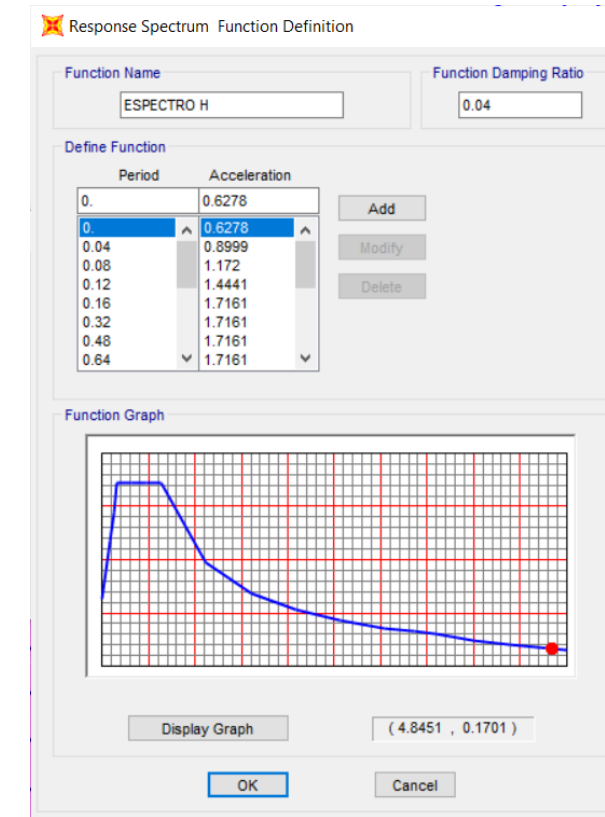 Response Spectrum Function Definition
Function Name
Function Damping Ratio
ESPECTRO H
0.04
Define Function
Period Acceleration
0. 0.6278
Add
0. 0.6278
0.04 0.8999
Modify
0.08 1.172
0.12 1.4441
Delete
0.16 1.7161
0.32 1.7161
0.48 1.7161
0.64 1.7161
Function Graph
Display Graph
( 4.8451 , 0.1701 )
OK
Cancel